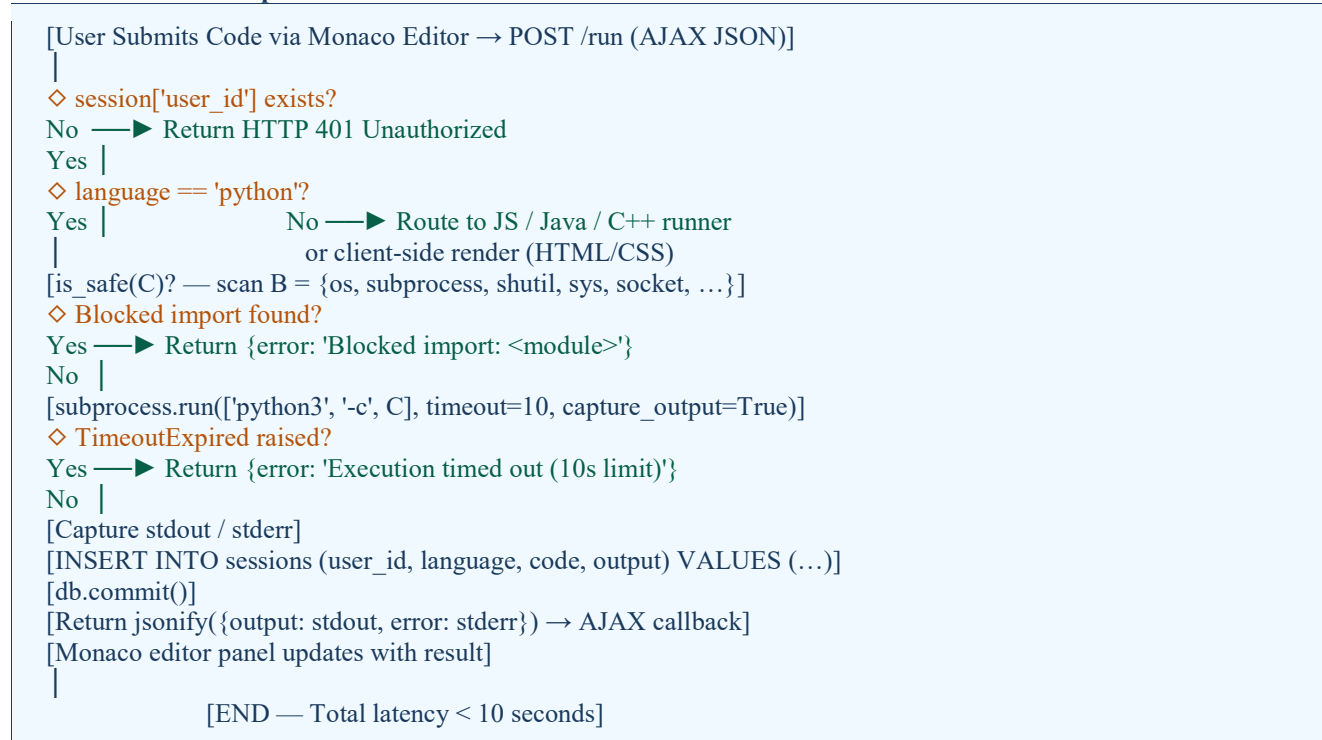 [User Submits Code via Monaco Editor → POST /run (AJAX JSON)]
│
◇ session['user_id'] exists?
No ──► Return HTTP 401 Unauthorized
Yes │
◇ language == 'python'?
Yes │ No ──► Route to JS / Java / C++ runner
│ or client-side render (HTML/CSS)
[is_safe(C)? — scan B = {os, subprocess, shutil, sys, socket, …}]
◇ Blocked import found?
Yes ──► Return {error: 'Blocked import: <module>'}
No │
[subprocess.run(['python3', '-c', C], timeout=10, capture_output=True)]
◇ TimeoutExpired raised?
Yes ──► Return {error: 'Execution timed out (10s limit)'}
No │
[Capture stdout / stderr]
[INSERT INTO sessions (user_id, language, code, output) VALUES (…)]
[db.commit()]
[Return jsonify({output: stdout, error: stderr}) → AJAX callback]
[Monaco editor panel updates with result]
│
[END — Total latency < 10 seconds]